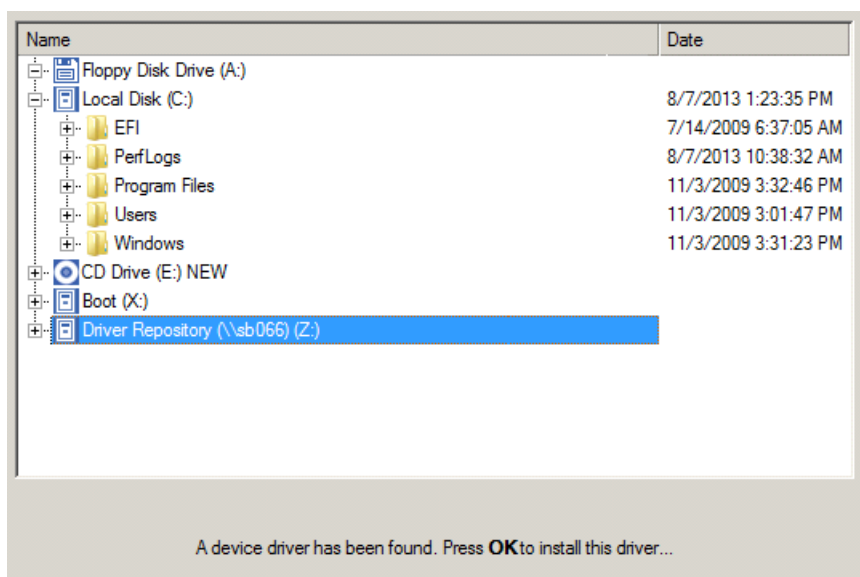 Name Date
Floppy Disk Drive (A:)
Local Disk (C:) 8/7/2013 1:23:35 PM
EFI 7/14/2009 6:37:05 AM
PerfLogs 8/7/2013 10:38:32 AM
Program Files 11/3/2009 3:32:46 PM
Users 11/3/2009 3:01:47 PM
Windows 11/3/2009 3:31:23 PM
CD Drive (E:) NEW
Boot (X:)
Driver Repository (\\sb066) (Z:)
A device driver has been found. Press OK to install this driver...